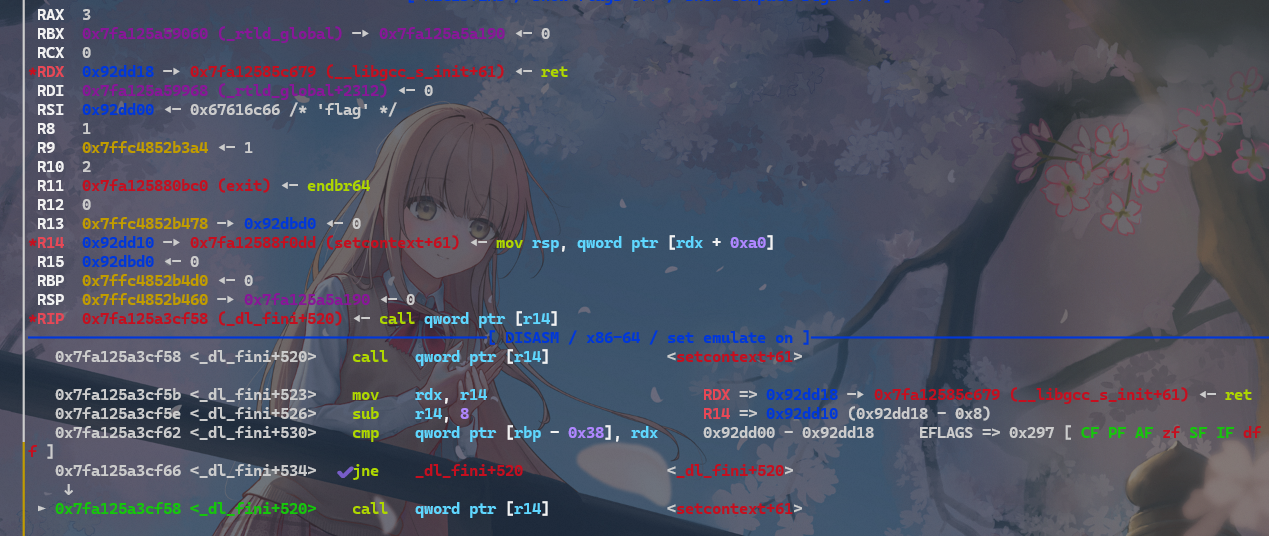 RAX 3
RBX 0x7fa125a59000 (_rtld_global) —▸ 0x7fa125a5a190 ◂— 0
RCX 0
*RDX 0x92dd18 —▸ 0x7fa12585c679 (__libgcc_s_init+61) ◂— ret
RDI 0x7fa125a59968 (_rtld_global+2312) ◂— 0
RSI 0x92dd00 ◂— 0x67616c66 /* 'flag' */
R8 1
R9 0x7ffc4852b3a4 ◂— 1
R10 2
R11 0x7fa125880bc0 (exit) ◂— endbr64
R12 0
R13 0x7ffc4852b478 —▸ 0x92dbd0 ◂— 0
*R14 0x92dd10 —▸ 0x7fa12588f0dd (setcontext+61) ◂— mov rsp, qword ptr [rdx + 0xa0]
R15 0x92dbd0 ◂— 0
RBP 0x7ffc4852b4d0 ◂— 0
RSP 0x7ffc4852b460 —▸ 0x7fa125a5a190 ◂— 0
*RIP 0x7fa125a3cf58 (_dl_fini+520) ◂— call qword ptr [r14]
[ DISASM / x86-64 / set emulate on ]
0x7fa125a3cf58 <_dl_fini+520> call qword ptr [r14] <setcontext+61>
0x7fa125a3cf5b <_dl_fini+523> mov rdx, r14 RDX => 0x92dd18 —▸ 0x7fa12585c679 (__libgcc_s_init+61) ◂— ret
0x7fa125a3cf5e <_dl_fini+526> sub r14, 8 R14 => 0x92dd10 (0x92dd18 - 0x8)
0x7fa125a3cf62 <_dl_fini+530> cmp qword ptr [rbp - 0x38], rdx 0x92dd00 - 0x92dd18 EFLAGS => 0x297 [ CF PF AF zf SF IF df
f ]
0x7fa125a3cf66 <_dl_fini+534> ✔ jne _dl_fini+520 <_dl_fini+520>
↓
► 0x7fa125a3cf58 <_dl_fini+520> call qword ptr [r14] <setcontext+61>